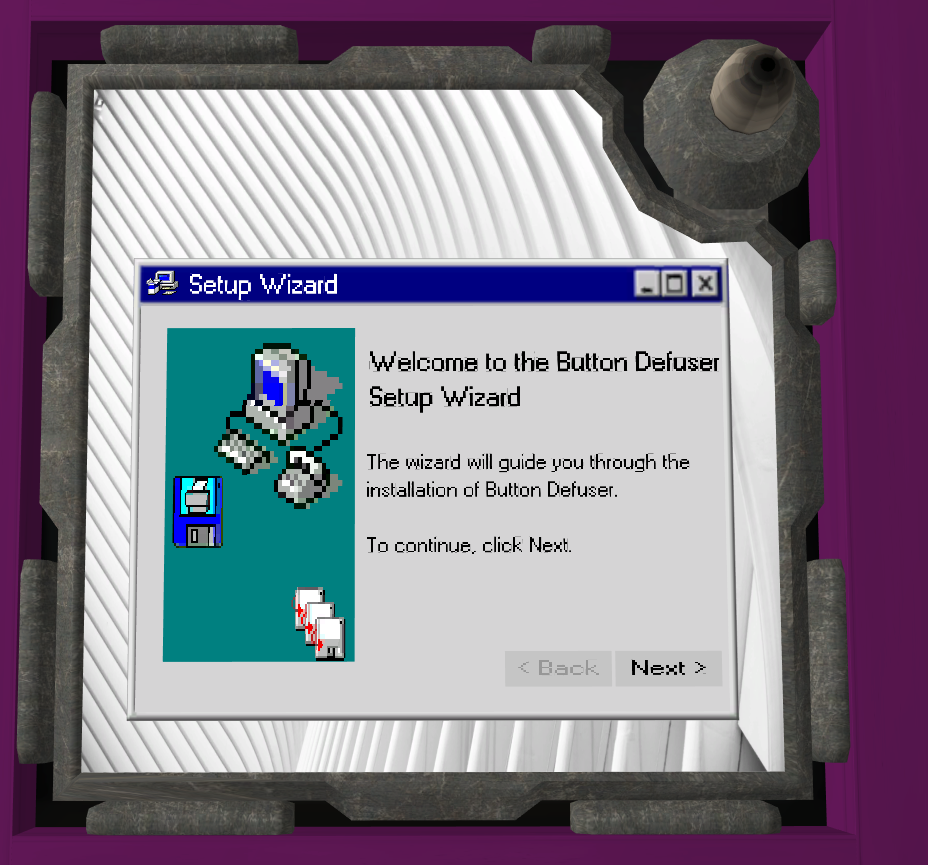 Setup Wizard
Welcome to the Button Defuser
Setup Wizard
The wizard will guide you through the
installation of Button Defuser.
To continue, click Next.
< Back
Next >